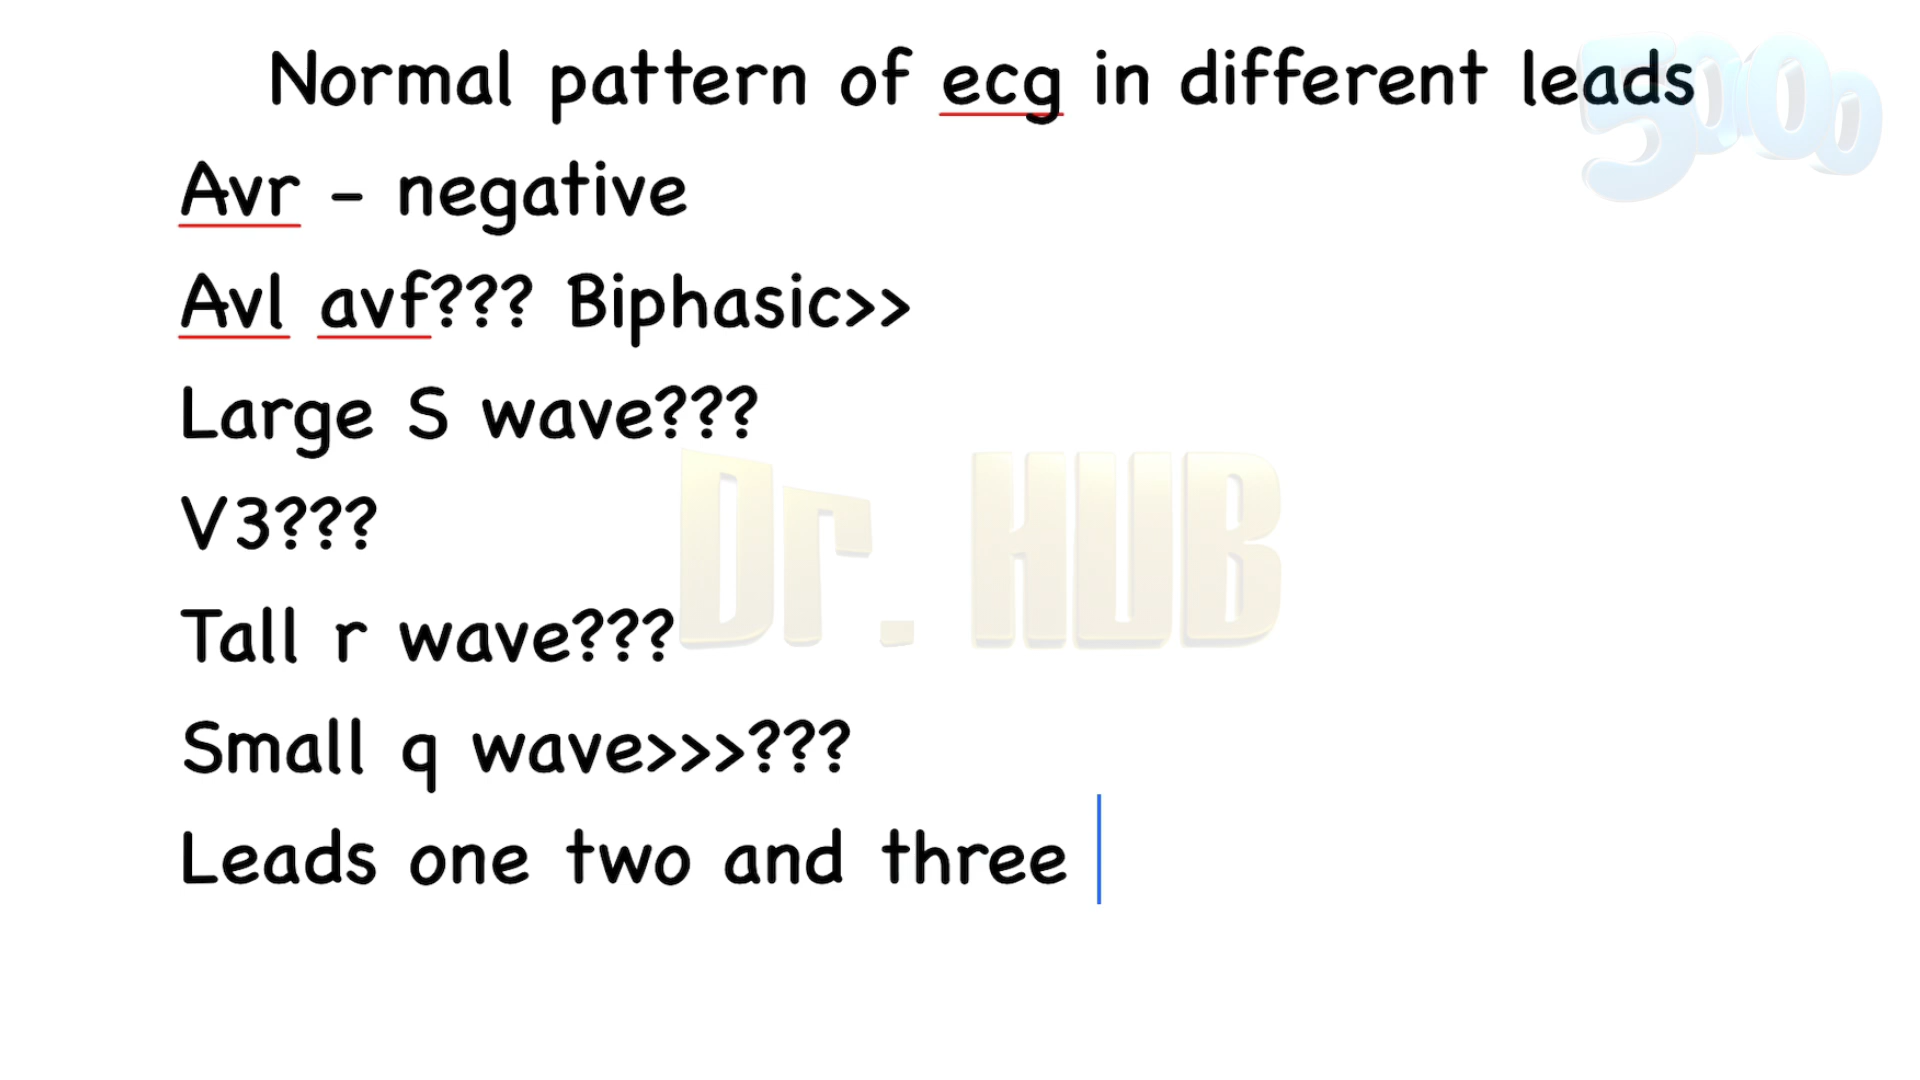 Normal pattern of ecg in different leads
5000
Avr - negative
Avl avf??? Biphasic>>
Large S wave???
V3???
Dr. HUB
Tall r wave???
Small q wave>>>???
Leads one two and three